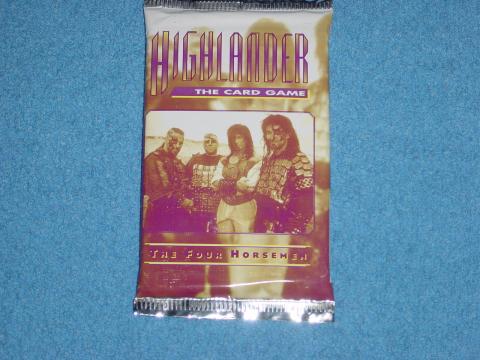 HIGHLANDER
THE CARD GAME
THE FOUR HORSEMEN